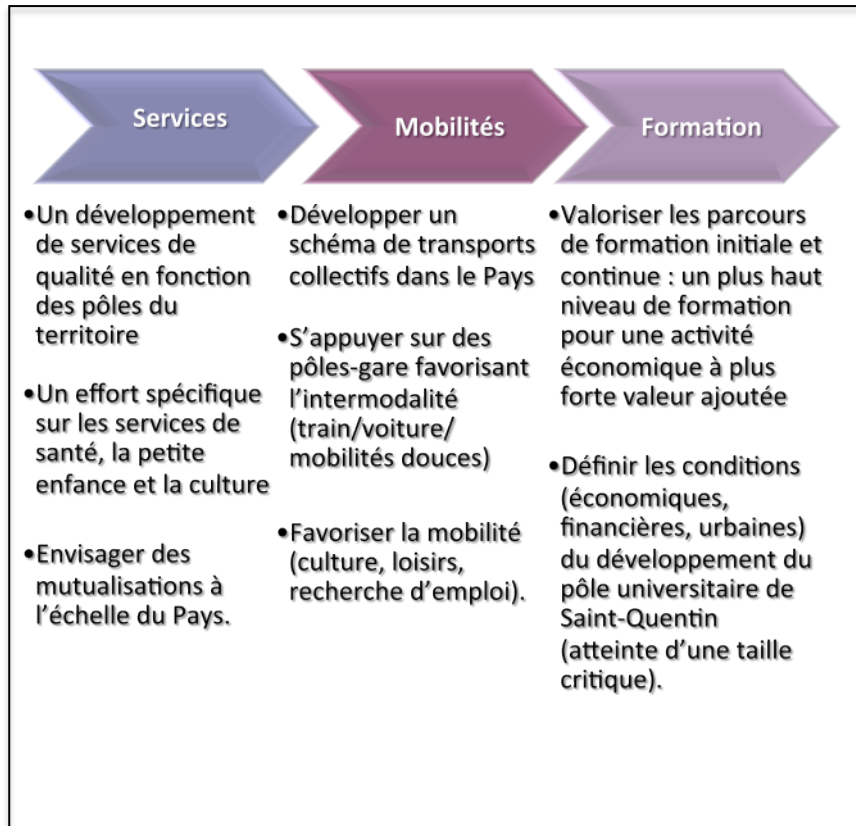 Services
•Un développement
de services de
qualité en fonction
des pôles du
territoire
•Un effort spécifique
sur les services de
santé, la petite
enfance et la culture
•Envisager des
mutualisations à
l’échelle du Pays.
Mobilités
•Développer un
schéma de transports
collectifs dans le Pays
•S’appuyer sur des
pôles-gare favorisant
l’intermodalité
(train/voiture/
mobilités douces)
•Favoriser la mobilité
(culture, loisirs,
recherche d’emploi).
Formation
•Valoriser les parcours
de formation initiale et
continue : un plus haut
niveau de formation
pour une activité
économique à plus
forte valeur ajoutée
•Définir les conditions
(économiques,
financières, urbaines)
du développement du
pôle universitaire de
Saint-Quentin
(atteinte d’une taille
critique).